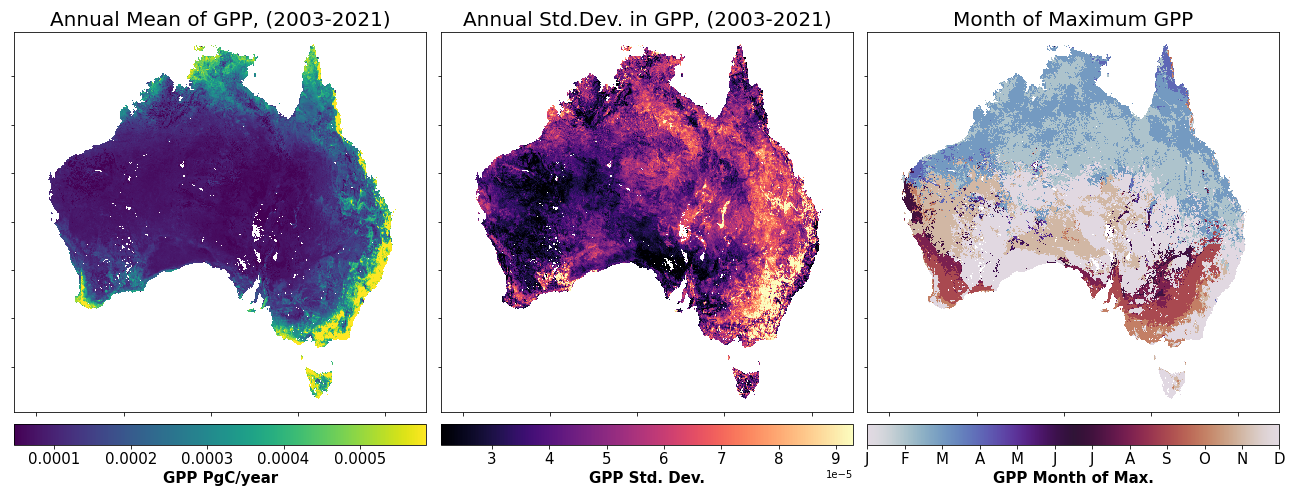 Annual Mean of GPP, (2003-2021)
Annual Std.Dev. in GPP, (2003-2021)
Month of Maximum GPP
0.0001 0.0002 0.0003 0.0004 0.0005
GPP PgC/year
3 4 5 6 7 8 9
1e−5
GPP Std. Dev.
J F M A M J J A S O N D
GPP Month of Max.